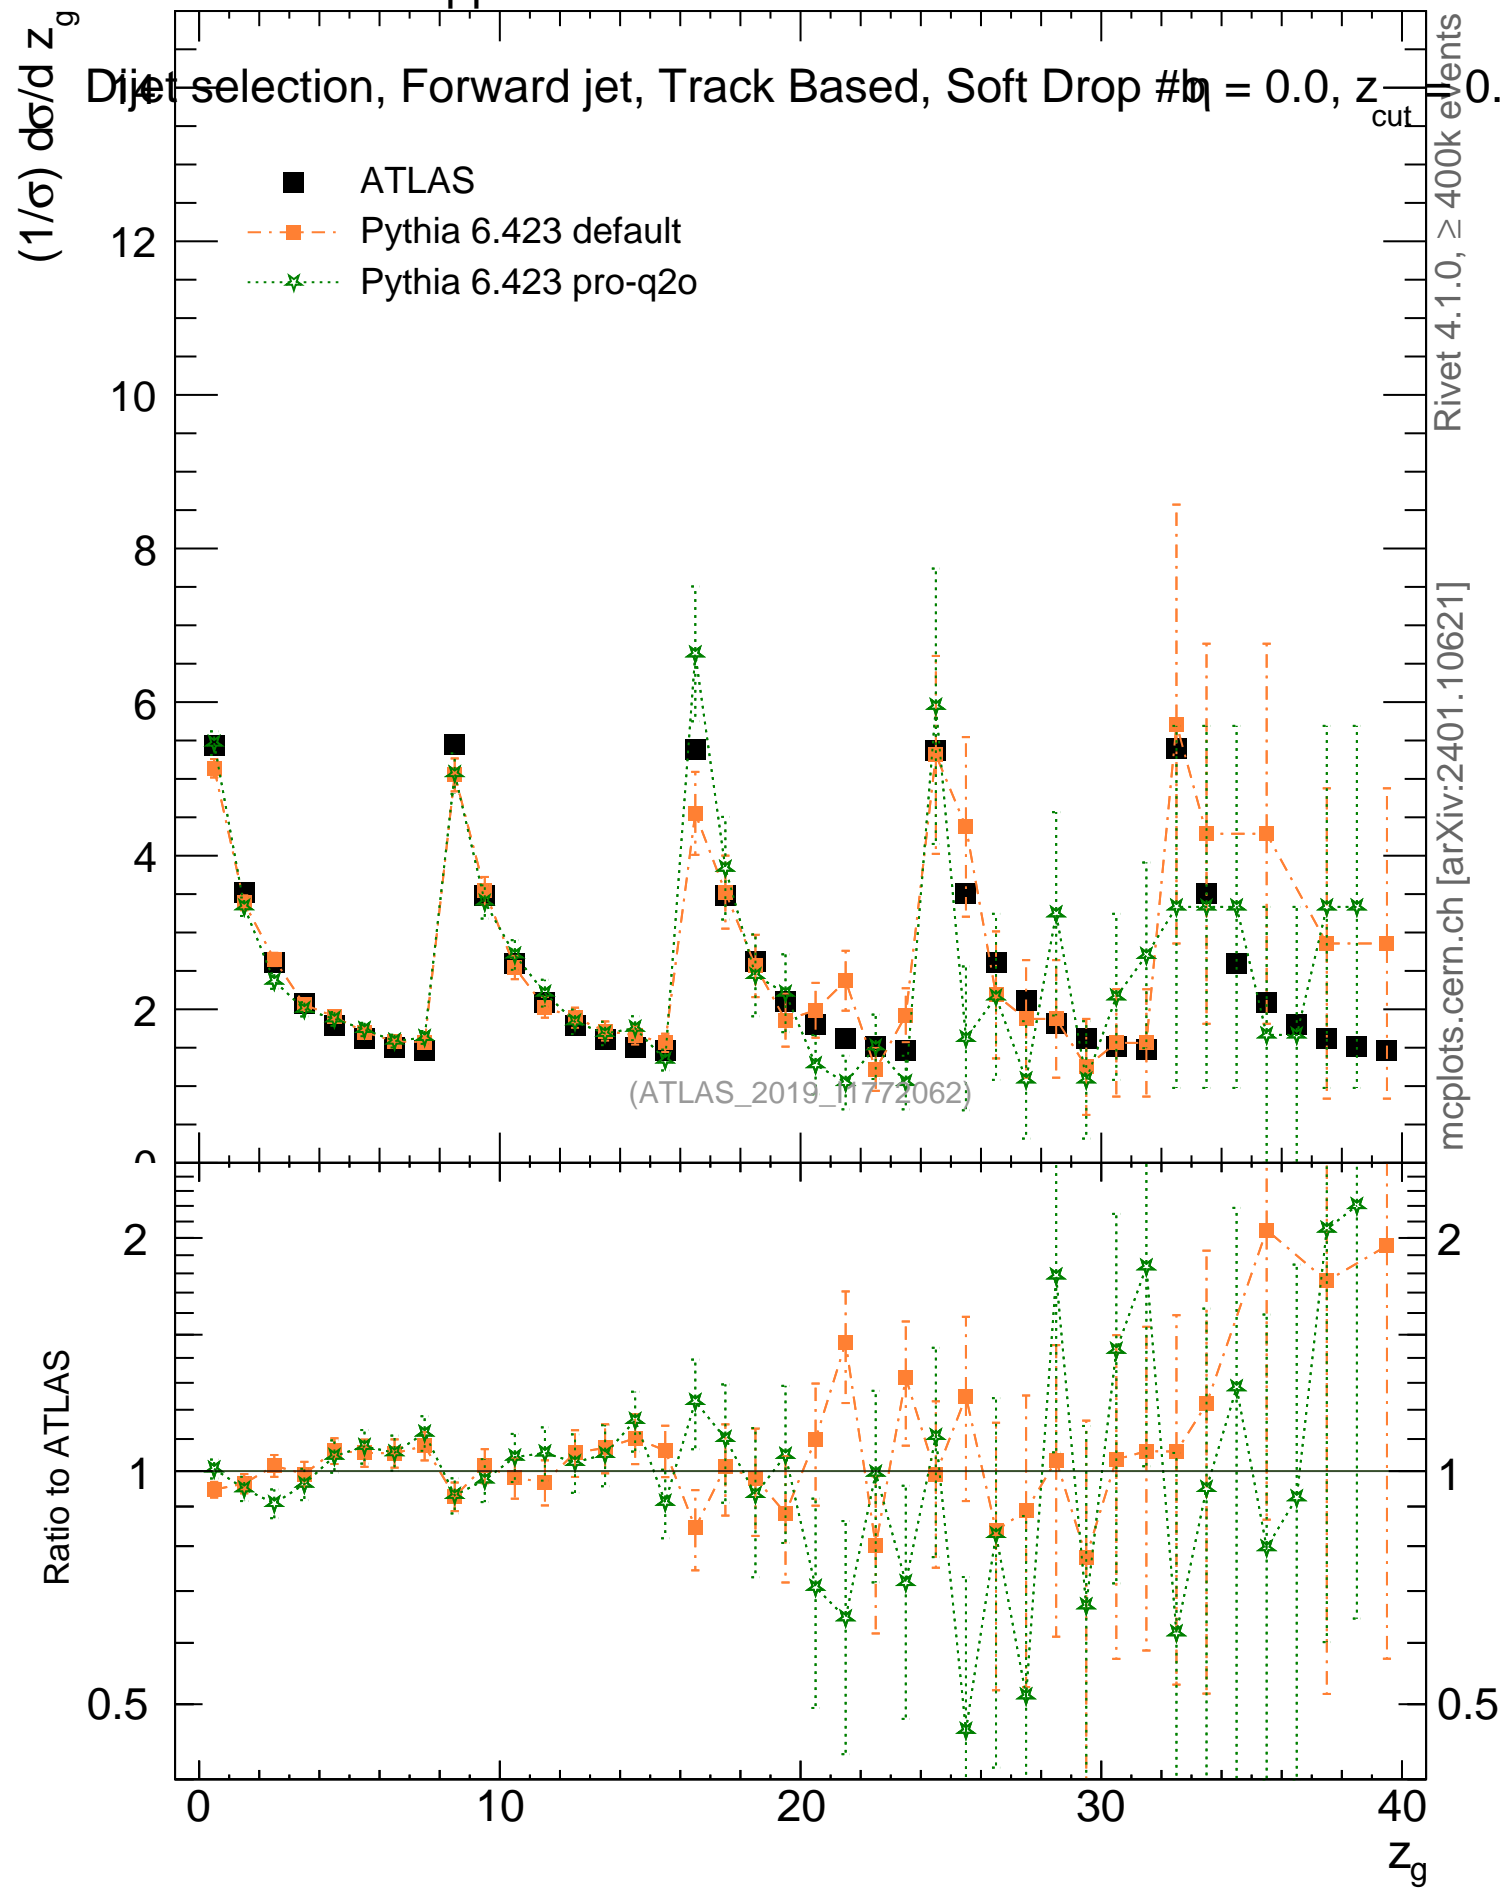 Dijet selection, Forward jet, Track Based, Soft Drop #b = 0.0, z_cut = 0.
(1/σ) dσ/d z_g
14
12
10
8
6
4
2
0
ATLAS
Pythia 6.423 default
Pythia 6.423 pro-q2o
(ATLAS_2019_I1772062)
Rivet 4.1.0, ≥ 400k events
mcplots.cern.ch [arXiv:2401.10621]
Ratio to ATLAS
2
1
0.5
2
1
0.5
0
10
20
30
40
z_g